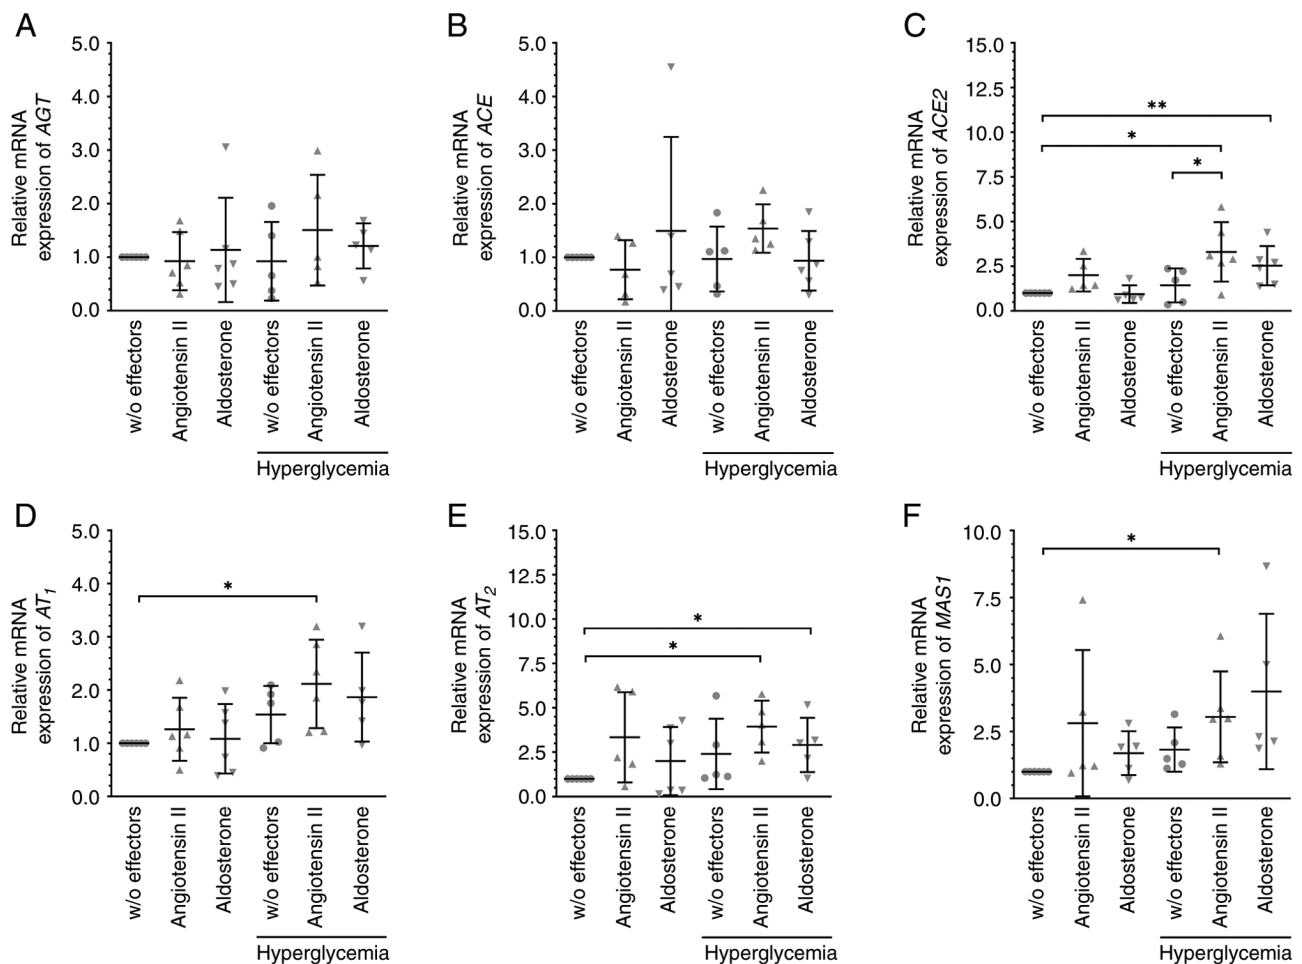 A
Relative mRNA
expression of AGT
5.0
4.0
3.0
2.0
1.0
0.0
w/o effectors
Angiotensin II
Aldosterone
w/o effectors
Angiotensin II
Aldosterone
Hyperglycemia
B
Relative mRNA
expression of ACE
5.0
4.0
3.0
2.0
1.0
0.0
w/o effectors
Angiotensin II
Aldosterone
w/o effectors
Angiotensin II
Aldosterone
Hyperglycemia
C
Relative mRNA
expression of ACE2
15.0
12.5
10.0
7.5
5.0
2.5
0.0
**
*
*
w/o effectors
Angiotensin II
Aldosterone
w/o effectors
Angiotensin II
Aldosterone
Hyperglycemia
D
Relative mRNA
expression of AT1
5.0
4.0
3.0
2.0
1.0
0.0
*
w/o effectors
Angiotensin II
Aldosterone
w/o effectors
Angiotensin II
Aldosterone
Hyperglycemia
E
Relative mRNA
expression of AT2
15.0
12.5
10.0
7.5
5.0
2.5
0.0
*
*
w/o effectors
Angiotensin II
Aldosterone
w/o effectors
Angiotensin II
Aldosterone
Hyperglycemia
F
Relative mRNA
expression of MAS1
10.0
7.5
5.0
2.5
0.0
*
w/o effectors
Angiotensin II
Aldosterone
w/o effectors
Angiotensin II
Aldosterone
Hyperglycemia